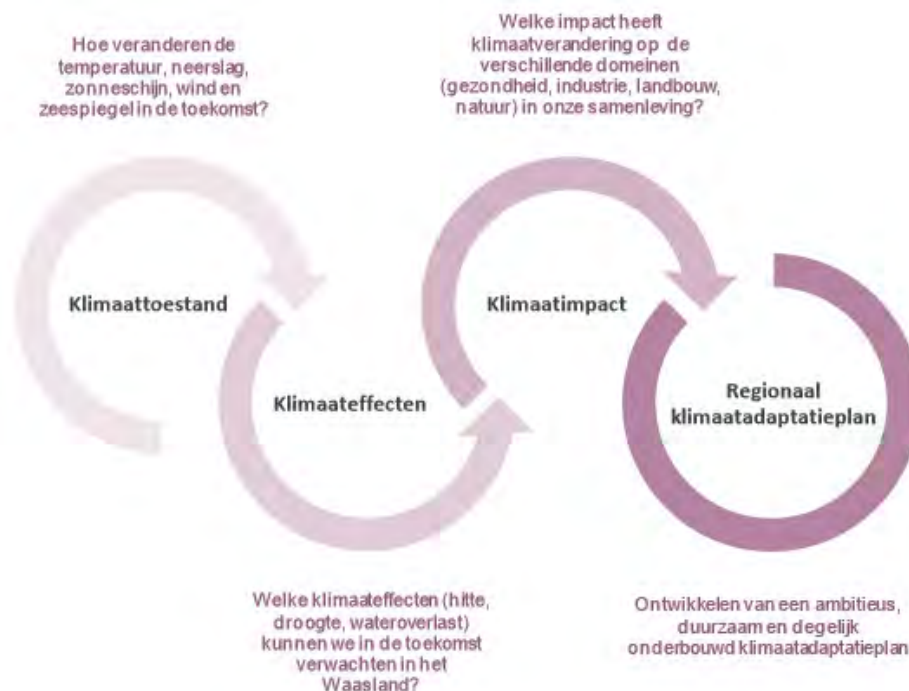 Hoe veranderen de
temperatuur, neerslag,
zonneschijn, wind en
zeespiegel in de toekomst?
Klimaattoestand
Welke klimaateffecten (hitte,
droogte, wateroverlast)
kunnen we in de toekomst
verwachten in het
Waasland?
Klimaateffecten
Welke impact heeft
klimaatverandering op de
verschillende domeinen
(gezondheid, industrie, landbouw,
natuur) in onze samenleving?
Klimaatimpact
Regionaal
klimaatadaptatieplan
Ontwikkelen van een ambitieus,
duurzaam en degelijk
onderbouwd klimaatadaptatieplan